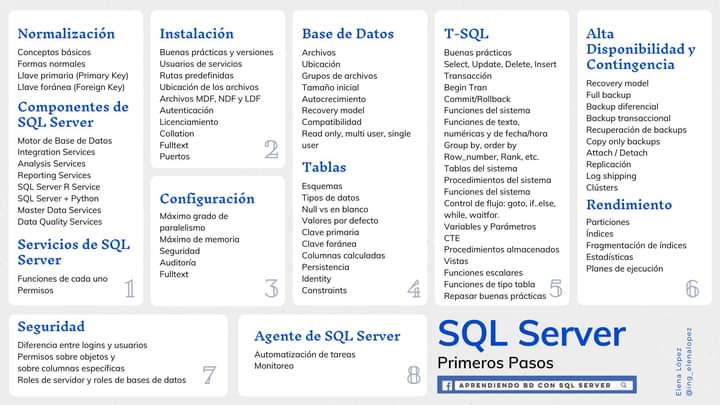 Normalización
Conceptos básicos
Formas normales
Llave primaria (Primary Key)
Llave foránea (Foreign Key)
Componentes de
SQL Server
Motor de Base de Datos
Integration Services
Analysis Services
Reporting Services
SQL Server R Service
SQL Server + Python
Master Data Services
Data Quality Services
Servicios de SQL
Server
Funciones de cada uno
Permisos
1
Instalación
Buenas prácticas y versiones
Usuarios de servicios
Rutas predefinidas
Ubicación de los archivos
Archivos MDF, NDF y LDF
Autenticación
Licenciamiento
Collation
Fulltext
Puertos
2
Configuración
Máximo grado de
paralelismo
Máximo de memoria
Seguridad
Auditoría
Fulltext
3
Base de Datos
Archivos
Ubicación
Grupos de archivos
Tamaño inicial
Autocrecimiento
Recovery model
Compatibilidad
Read only, multi user, single
user
Tablas
Esquemas
Tipos de datos
Null vs en blanco
Valores por defecto
Clave primaria
Clave foránea
Columnas calculadas
Persistencia
Identity
Constraints
4
T-SQL
Buenas prácticas
Select, Update, Delete, Insert
Transacción
Begin Tran
Commit/Rollback
Funciones del sistema
Funciones de texto,
numéricas y de fecha/hora
Group by, order by
Row_number, Rank, etc.
Tablas del sistema
Procedimientos del sistema
Funciones del sistema
Control de flujo: goto, if..else,
while, waitfor.
Variables y Parámetros
CTE
Procedimientos almacenados
Vistas
Funciones escalares
Funciones de tipo tabla
Repasar buenas prácticas
5
Alta
Disponibilidad y
Contingencia
Recovery model
Full backup
Backup diferencial
Backup transaccional
Recuperación de backups
Copy only backups
Attach / Detach
Replicación
Log shipping
Clústers
Rendimiento
Particiones
Índices
Fragmentación de índices
Estadísticas
Planes de ejecución
6
Seguridad
Diferencia entre logins y usuarios
Permisos sobre objetos y
sobre columnas específicas
Roles de servidor y roles de bases de datos
7
Agente de SQL Server
Automatización de tareas
Monitoreo
8
SQL Server
Primeros Pasos
f APRENDIENDO BD CON SQL SERVER
Elena López
@ing_elenalopez